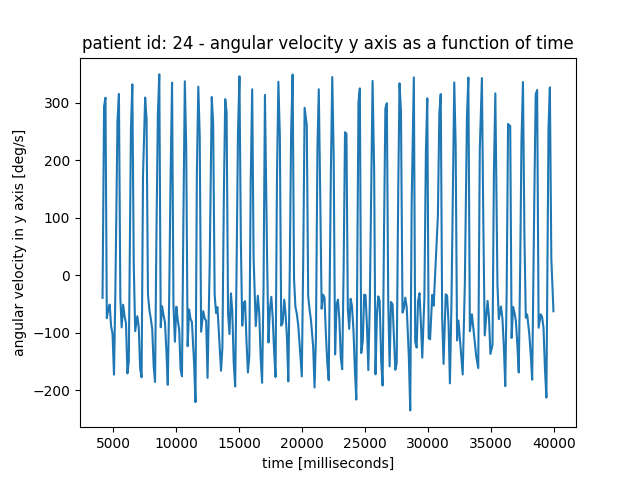 patient id: 24 - angular velocity y axis as a function of time
angular velocity in y axis [deg/s]
300
200
100
0
−100
−200
5000 10000 15000 20000 25000 30000 35000 40000
time [milliseconds]